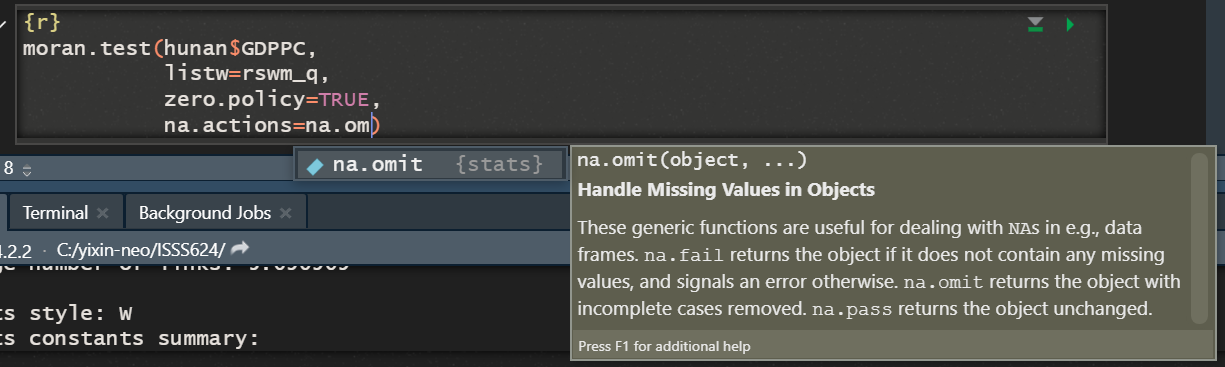 {r}
moran.test(hunan$GDPPC,
listw=rswm_q,
zero.policy=TRUE,
na.actions=na.om)
na.omit {stats}
na.omit(object, ...)
Handle Missing Values in Objects
These generic functions are useful for dealing with NAs in e.g., data
frames. na.fail returns the object if it does not contain any missing
values, and signals an error otherwise. na.omit returns the object with
incomplete cases removed. na.pass returns the object unchanged.
Press F1 for additional help
8
Terminal
Background Jobs
4.2.2 · C:/yixin-neo/ISSS624/
ts style: W
ts constants summary: